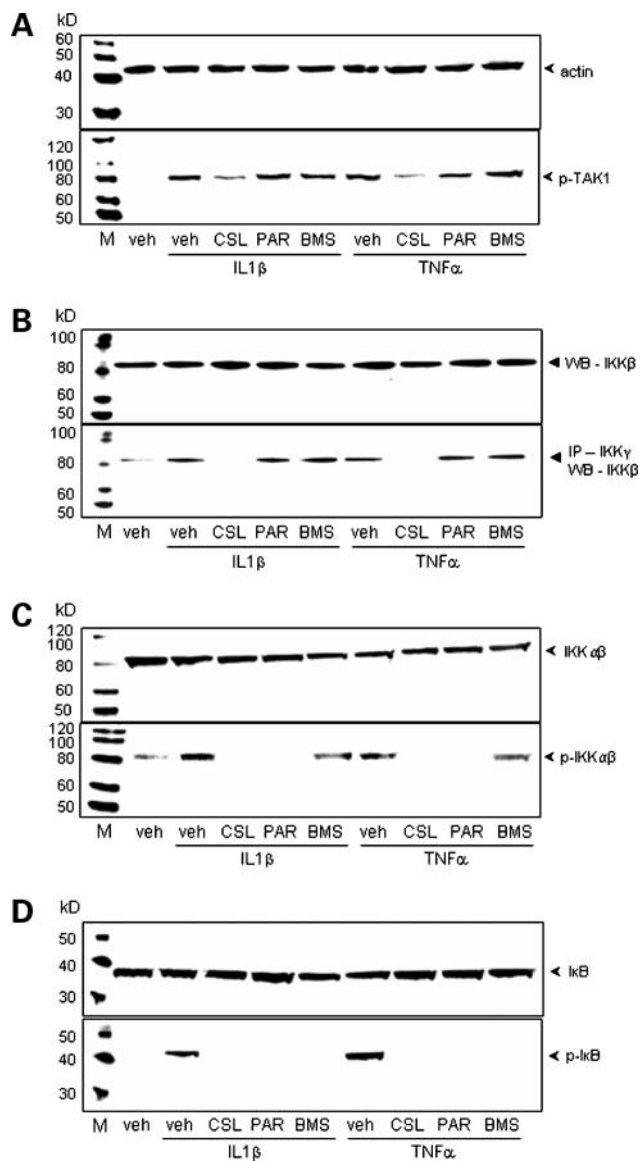 A
kD
60
50
40
30
actin
120
100
80
60
50
p-TAK1
M veh veh CSL PAR BMS veh CSL PAR BMS
IL1β TNFα
B
kD
100
80
60
50
WB - IKKβ
100
80
60
50
IP – IKKγ
WB - IKKβ
M veh veh CSL PAR BMS veh CSL PAR BMS
IL1β TNFα
C
kD
120
100
80
60
50
IKKαβ
120
100
80
60
50
p-IKKαβ
M veh veh CSL PAR BMS veh CSL PAR BMS
IL1β TNFα
D
kD
50
40
30
IκB
50
40
30
p-IκB
M veh veh CSL PAR BMS veh CSL PAR BMS
IL1β TNFα